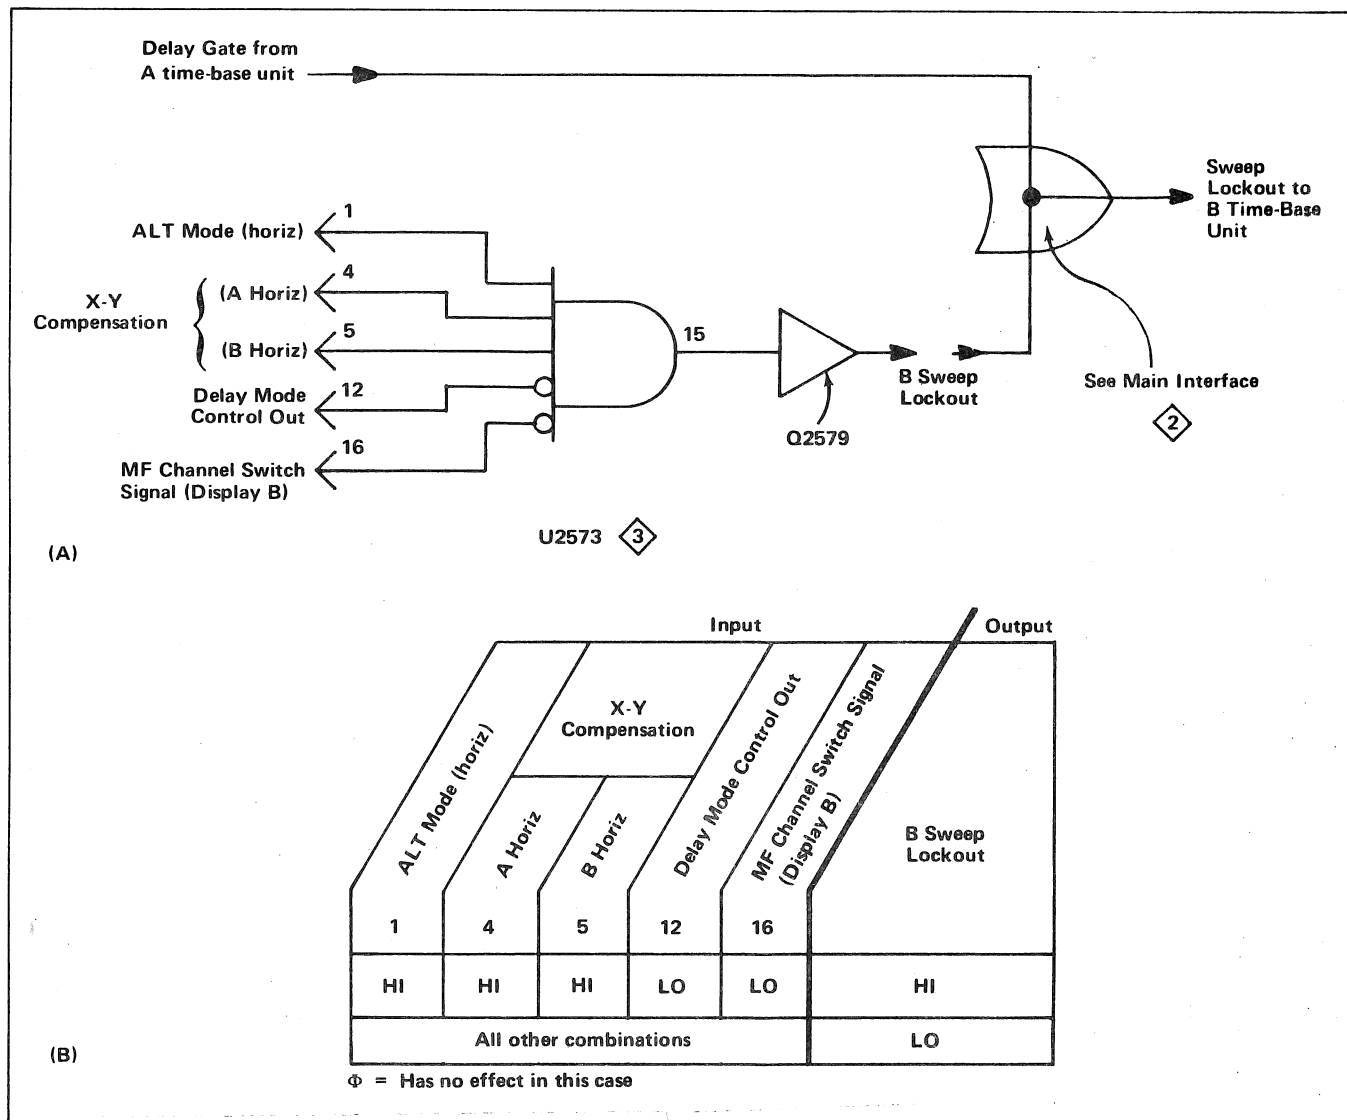 Delay Gate from
A time-base unit
Sweep
Lockout to
B Time-Base
Unit
1
ALT Mode (horiz)
4
X-Y
Compensation
(A Horiz)
5
(B Horiz)
15
12
Delay Mode
Control Out
16
MF Channel Switch
Signal (Display B)
B Sweep
Lockout
Q2579
See Main Interface
2
U2573 3
(A)
Input
Output
ALT Mode (horiz)
X-Y
Compensation
A Horiz
B Horiz
Delay Mode Control Out
MF Channel Switch Signal
(Display B)
B Sweep
Lockout
1 4 5 12 16
HI HI HI LO LO HI
All other combinations LO
(B)
Φ = Has no effect in this case